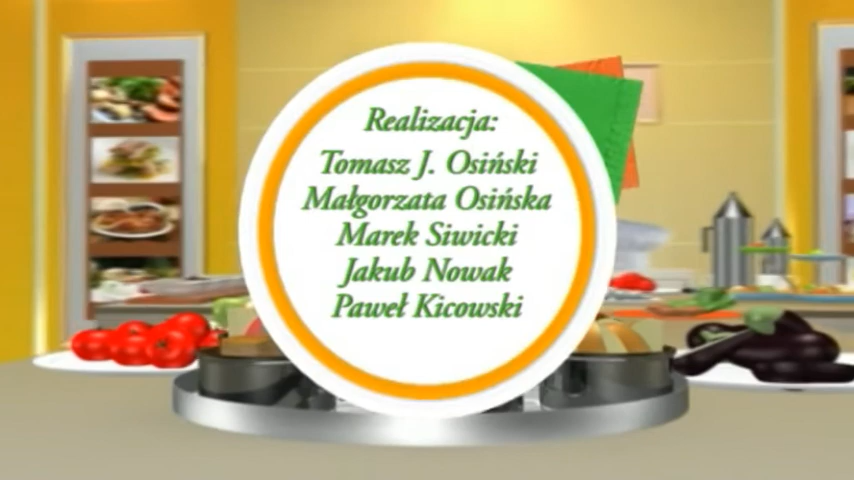 Realizacja:
Tomasz J. Osiński
Małgorzata Osińska
Marek Siwicki
Jakub Nowak
Paweł Kicowski